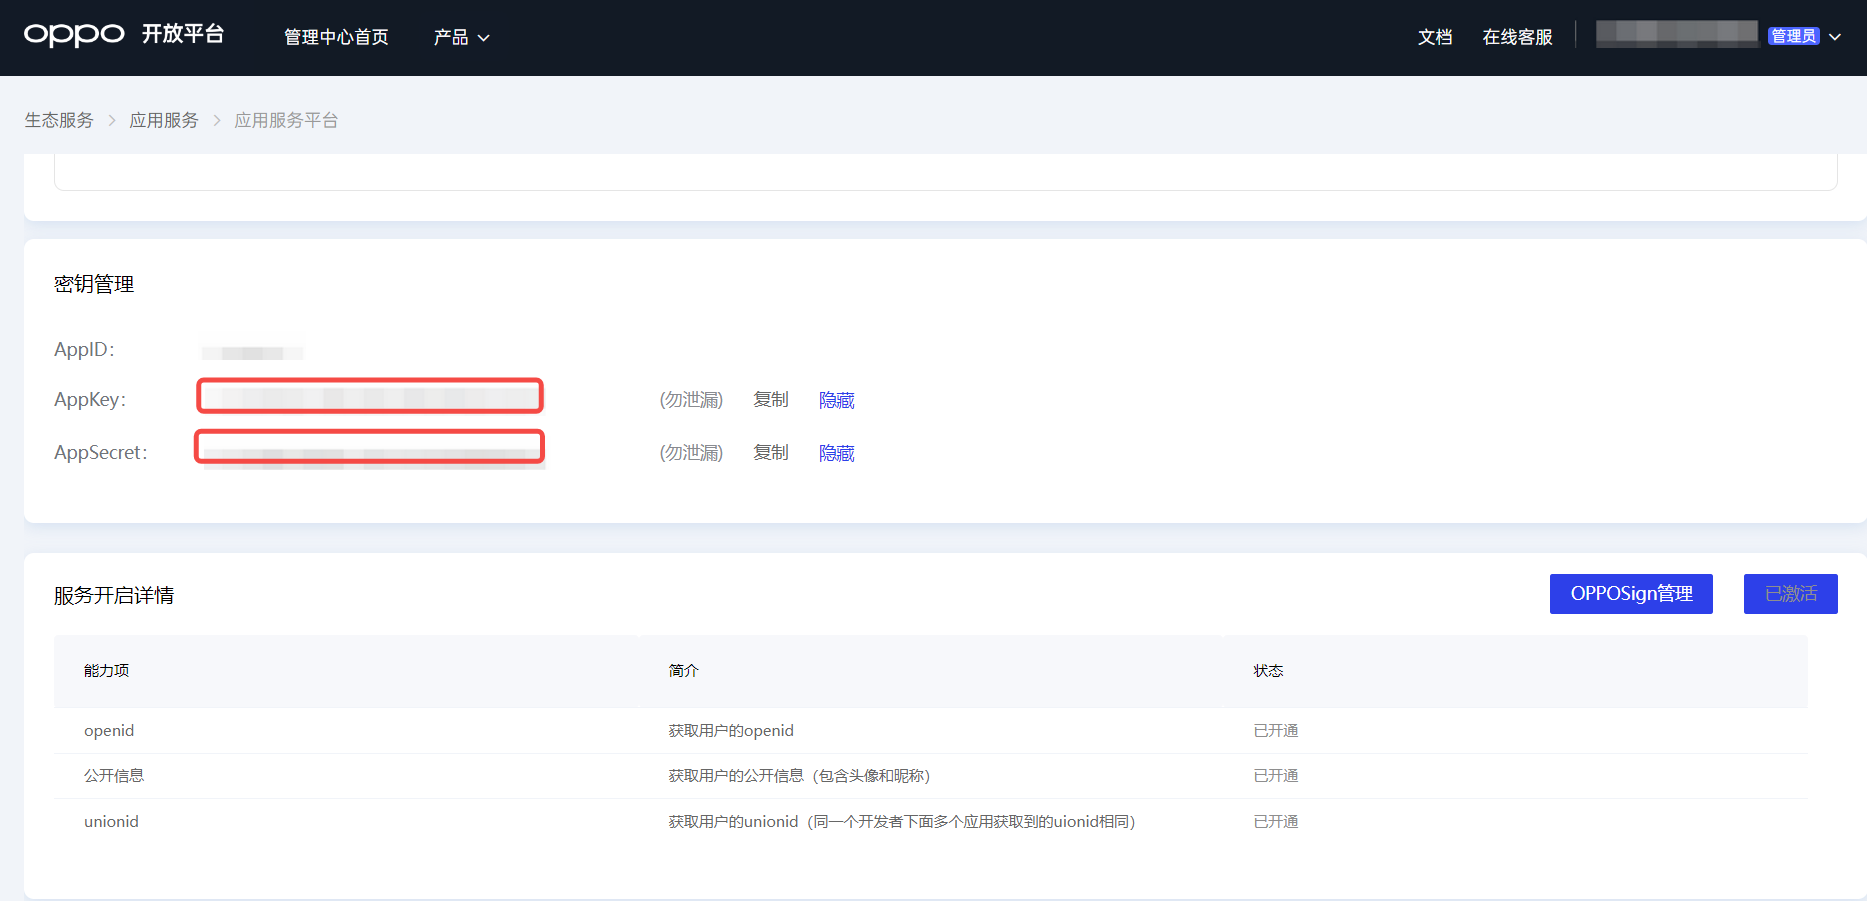 oppo 开放平台 管理中心首页 产品 文档 在线客服 管理员
生态服务 > 应用服务 > 应用服务平台
密钥管理
AppID:
AppKey: (勿泄漏) 复制 隐藏
AppSecret: (勿泄漏) 复制 隐藏
服务开启详情 OPPOSign管理 已激活
能力项 简介 状态
openid 获取用户的openid 已开通
公开信息 获取用户的公开信息（包含头像和昵称） 已开通
unionid 获取用户的unionid（同一个开发者下面多个应用获取到的uionid相同） 已开通